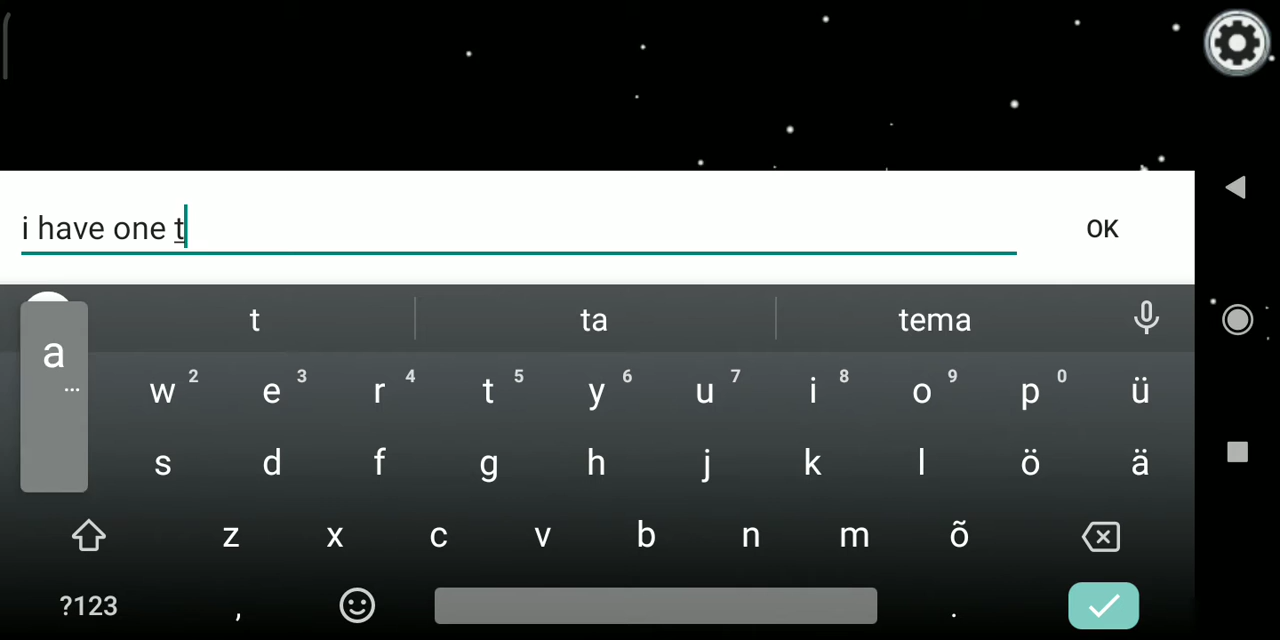 i have one t
OK
t ta tema
a
...
w 2 e 3 r 4 t 5 y 6 u 7 i 8 o 9 p 0 ü
s d f g h j k l ö ä
z x c v b n m õ
?123 , .